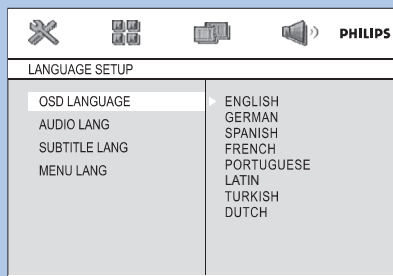 PHILIPS
LANGUAGE SETUP
OSD LANGUAGE
AUDIO LANG
SUBTITLE LANG
MENU LANG
ENGLISH
GERMAN
SPANISH
FRENCH
PORTUGUESE
LATIN
TURKISH
DUTCH